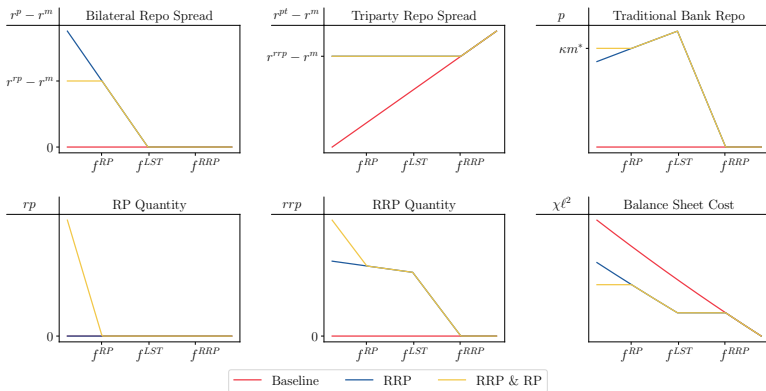 r^p − r^m Bilateral Repo Spread
r^{rp} − r^m
0
f^{RP} f^{LST} f^{RRP}
r^{pt} − r^m Triparty Repo Spread
r^{rrp} − r^m
0
f^{RP} f^{LST} f^{RRP}
p Traditional Bank Repo
κm*
0
f^{RP} f^{LST} f^{RRP}
rp RP Quantity
0
f^{RP} f^{LST} f^{RRP}
rrp RRP Quantity
0
f^{RP} f^{LST} f^{RRP}
χℓ² Balance Sheet Cost
f^{RP} f^{LST} f^{RRP}
Baseline RRP RRP & RP